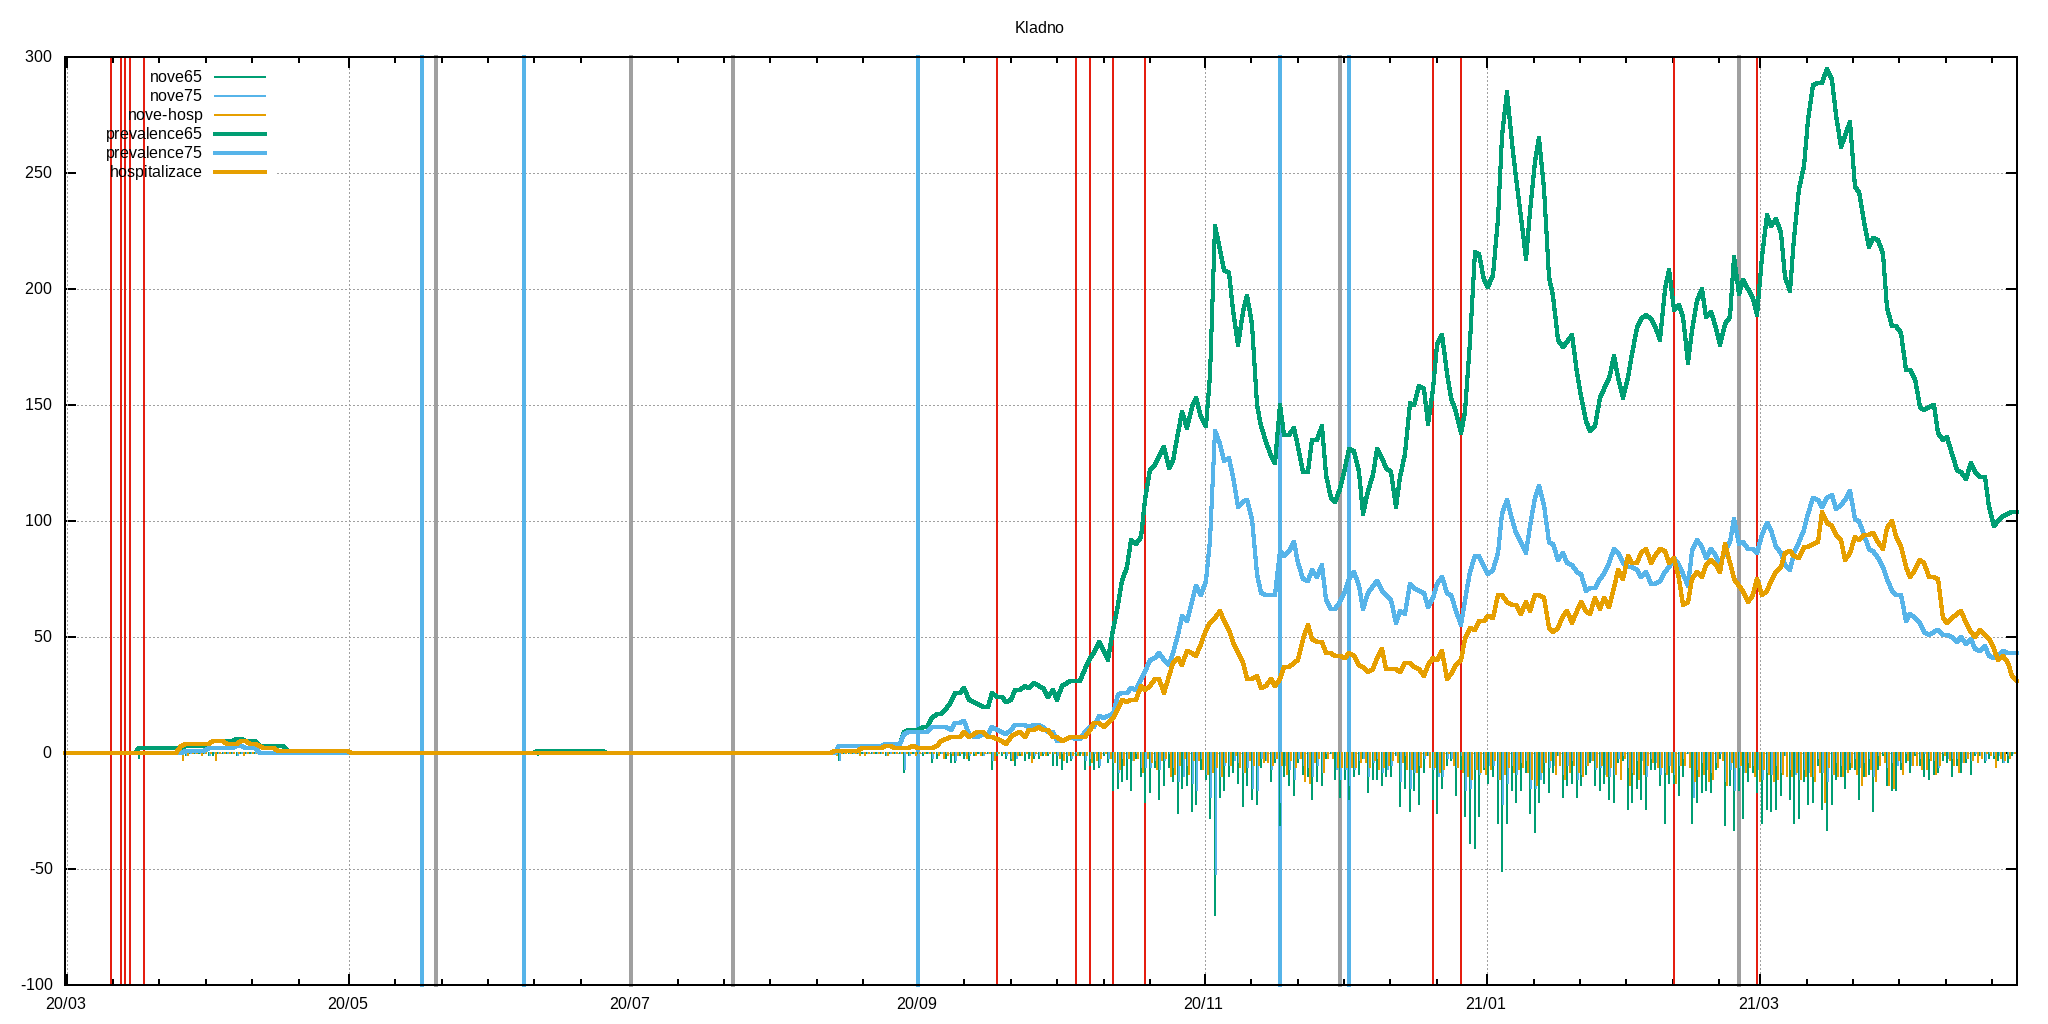 Kladno
300
250
200
150
100
50
0
-50
-100
nove65
nove75
nove-hosp
prevalence65
prevalence75
hospitalizace
20/03 20/05 20/07 20/09 20/11 21/01 21/03